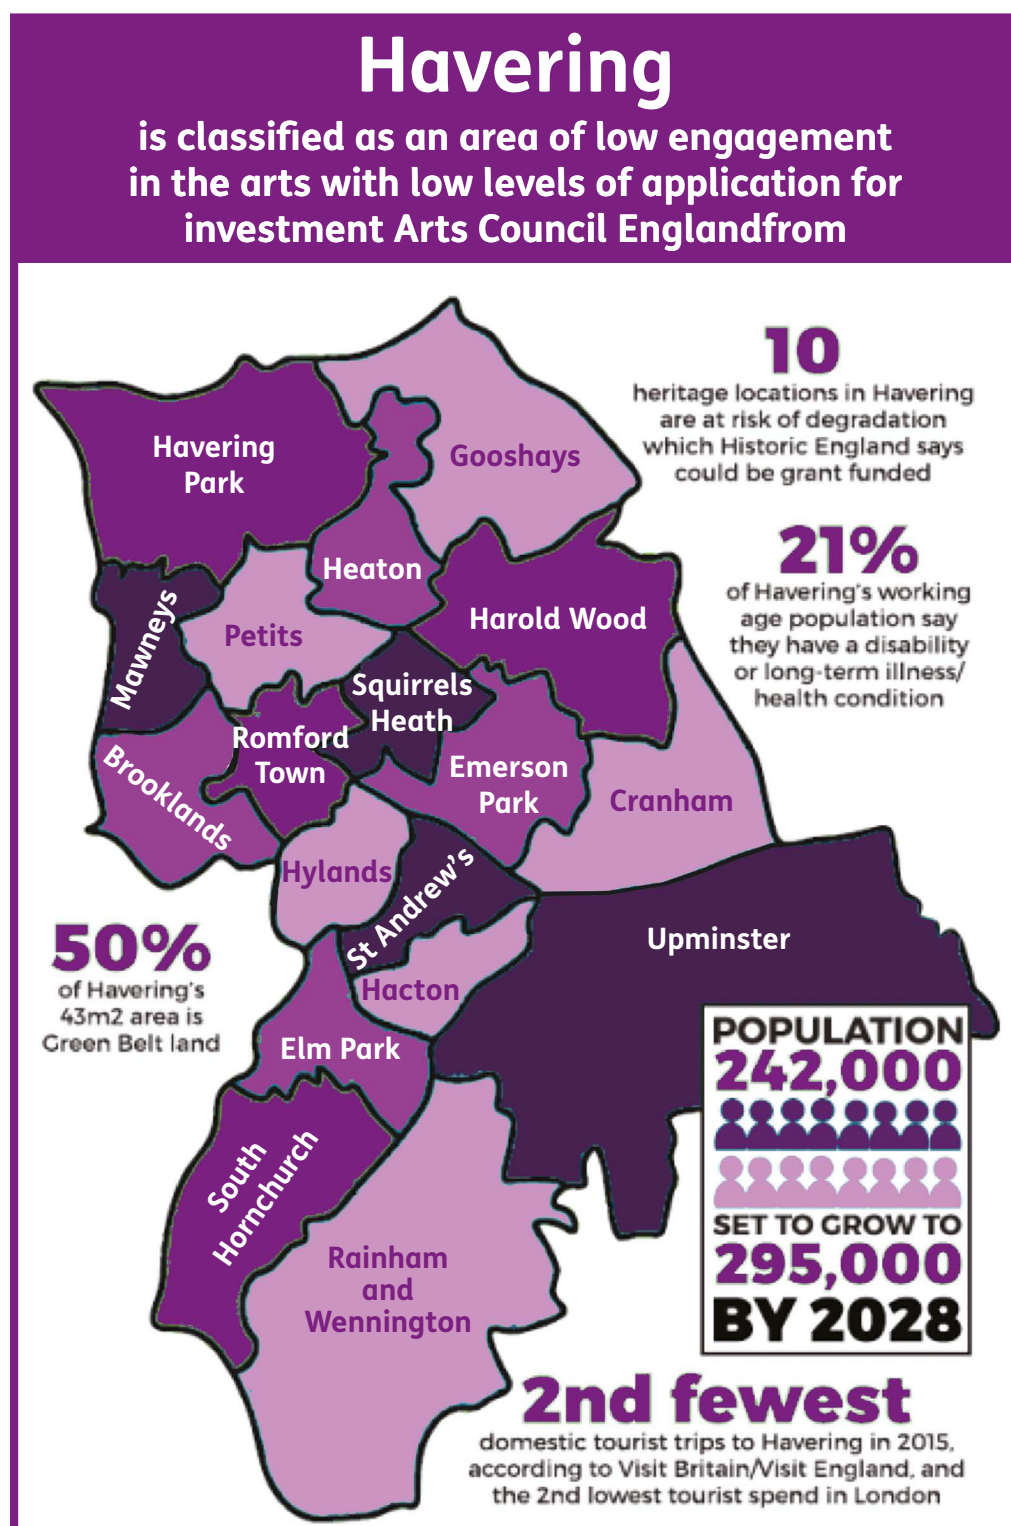 Havering
is classified as an area of low engagement
in the arts with low levels of application for
investment Arts Council Englandfrom
10
heritage locations in Havering
are at risk of degradation
which Historic England says
could be grant funded
21%
of Havering's working
age population say
they have a disability
or long-term illness/
health condition
Havering
Park
Gooshays
Heaton
Harold Wood
Mawneys
Petits
Squirrels
Heath
Romford
Town
Brooklands
Emerson
Park
Cranham
Hylands
St Andrew's
Upminster
Hacton
Elm Park
South
Hornchurch
Rainham
and
Wennington
50%
of Havering's
43m2 area is
Green Belt land
POPULATION
242,000
SET TO GROW TO
295,000
BY 2028
2nd fewest
domestic tourist trips to Havering in 2015,
according to Visit Britain/Visit England, and
the 2nd lowest tourist spend in London